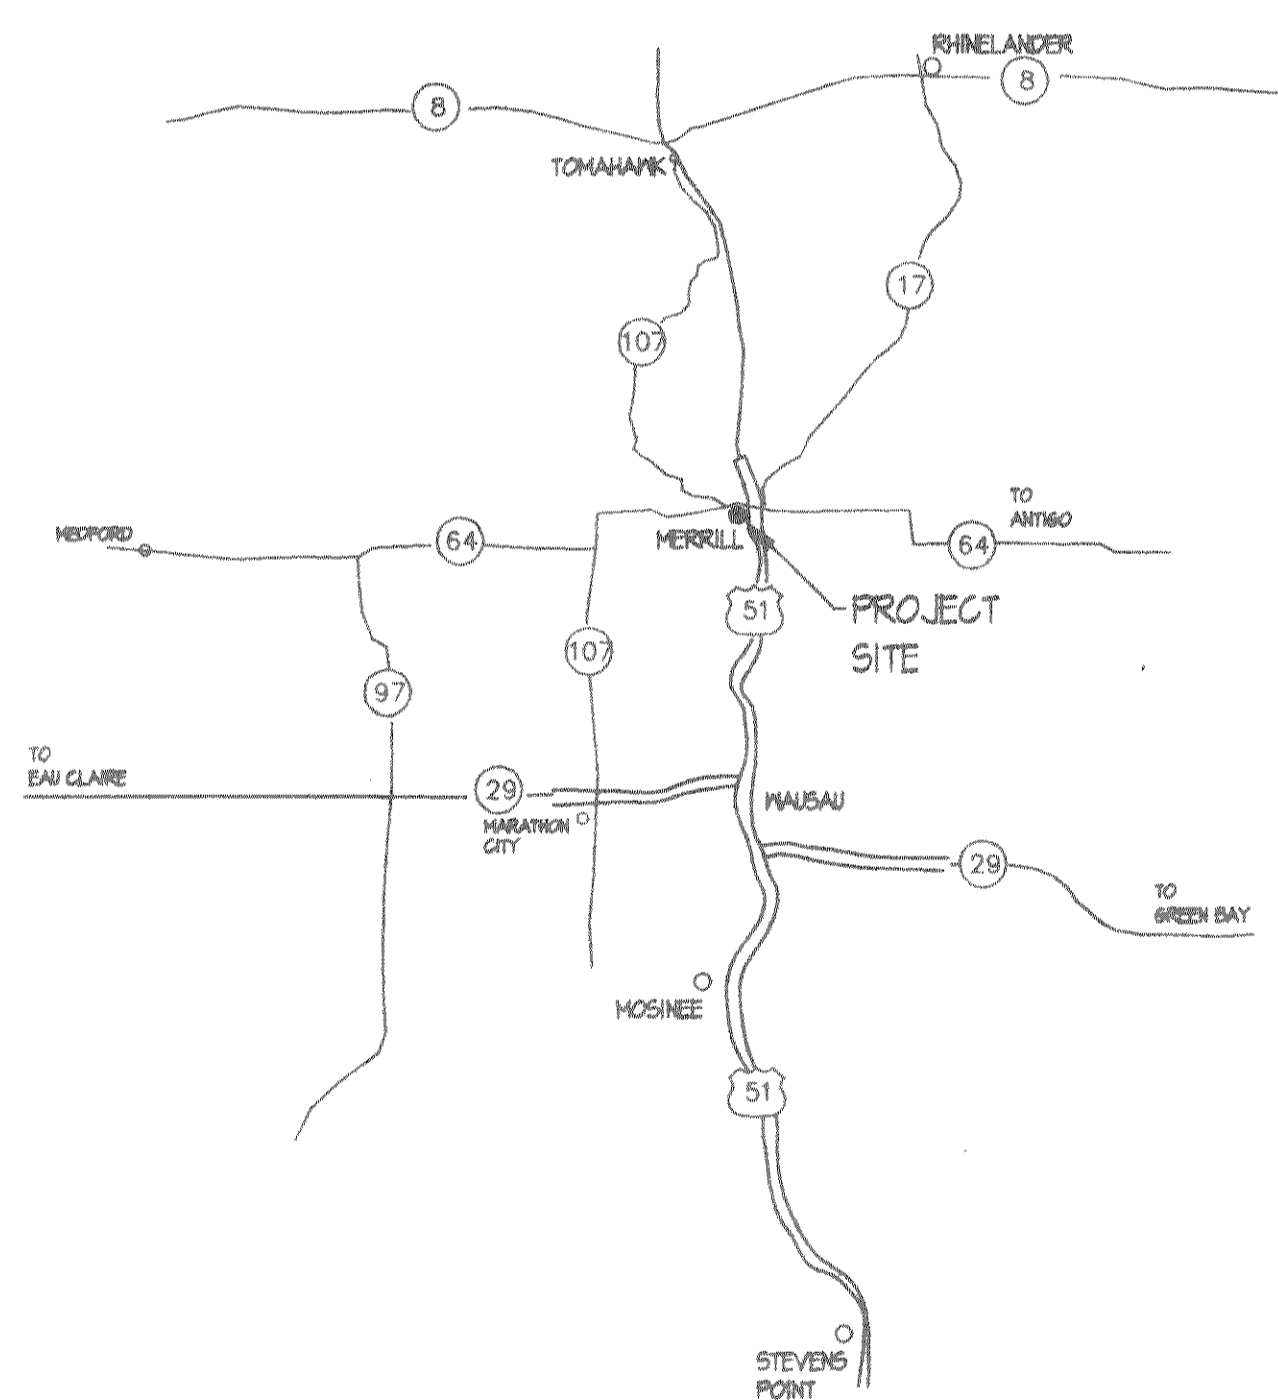 RHINELANDER
8
8
TOMAHAWK
17
107
TO
ANTIGO
MEDFORD
64
MERRILL
64
51
PROJECT
SITE
107
97
TO
EAU CLAIRE
29
WAUSAU
MARATHON
CITY
29
TO
GREEN BAY
MOSINEE
51
STEVENS
POINT